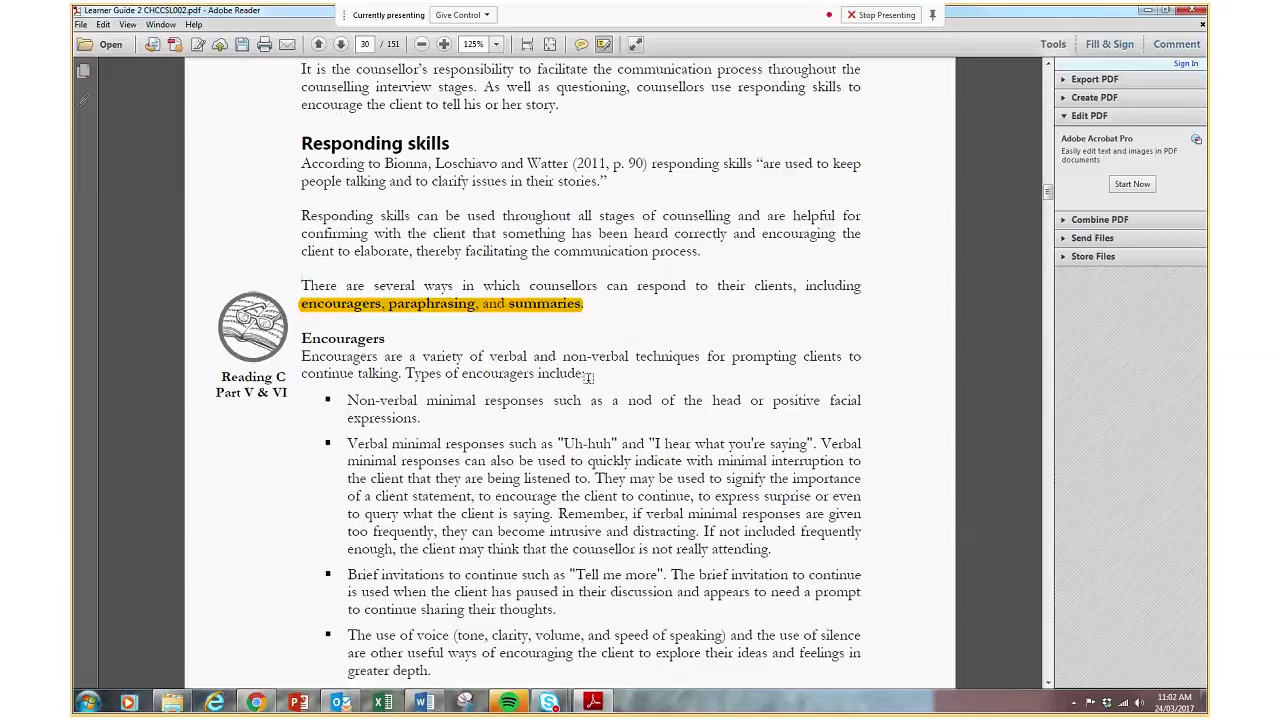 Learner Guide 2 CHCCSL002.pdf - Adobe Reader
Currently presenting Give Control
Stop Presenting
File Edit View Window Help
Open 30 / 151 125% Tools Fill & Sign Comment
Sign In
Export PDF
Create PDF
Edit PDF
Adobe Acrobat Pro
Easily edit text and images in PDF
documents
Start Now
Combine PDF
Send Files
Store Files
It is the counsellor's responsibility to facilitate the communication process throughout the
counselling interview stages. As well as questioning, counsellors use responding skills to
encourage the client to tell his or her story.
Responding skills
According to Bionna, Loschiavo and Watter (2011, p. 90) responding skills “are used to keep
people talking and to clarify issues in their stories.”
Responding skills can be used throughout all stages of counselling and are helpful for
confirming with the client that something has been heard correctly and encouraging the
client to elaborate, thereby facilitating the communication process.
There are several ways in which counsellors can respond to their clients, including
encouragers, paraphrasing, and summaries.
Reading C
Part V & VI
Encouragers
Encouragers are a variety of verbal and non-verbal techniques for prompting clients to
continue talking. Types of encouragers include:
▪ Non-verbal minimal responses such as a nod of the head or positive facial
expressions.
▪ Verbal minimal responses such as "Uh-huh" and "I hear what you're saying". Verbal
minimal responses can also be used to quickly indicate with minimal interruption to
the client that they are being listened to. They may be used to signify the importance
of a client statement, to encourage the client to continue, to express surprise or even
to query what the client is saying. Remember, if verbal minimal responses are given
too frequently, they can become intrusive and distracting. If not included frequently
enough, the client may think that the counsellor is not really attending.
▪ Brief invitations to continue such as "Tell me more". The brief invitation to continue
is used when the client has paused in their discussion and appears to need a prompt
to continue sharing their thoughts.
▪ The use of voice (tone, clarity, volume, and speed of speaking) and the use of silence
are other useful ways of encouraging the client to explore their ideas and feelings in
greater depth.
11:02 AM
24/03/2017